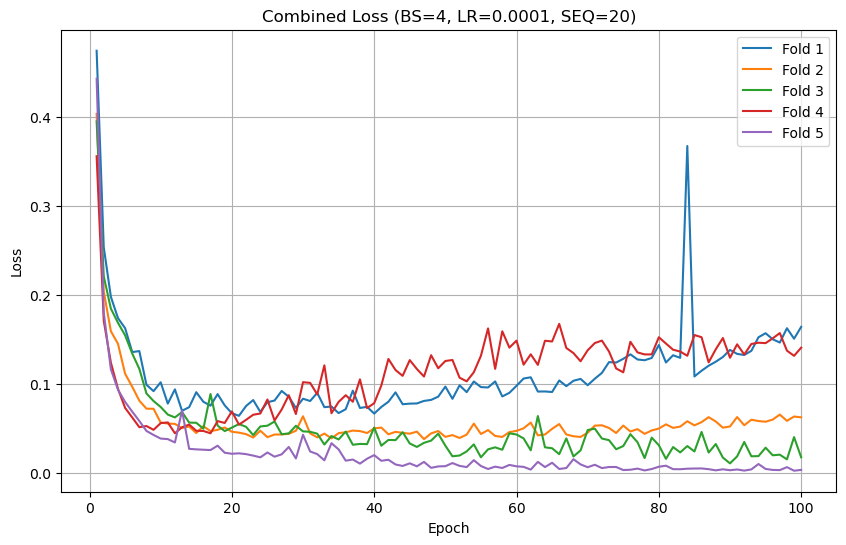 Combined Loss (BS=4, LR=0.0001, SEQ=20)
Fold 1
Fold 2
Fold 3
Fold 4
Fold 5
Loss
0.4
0.3
0.2
0.1
0.0
0
20
40
60
80
100
Epoch